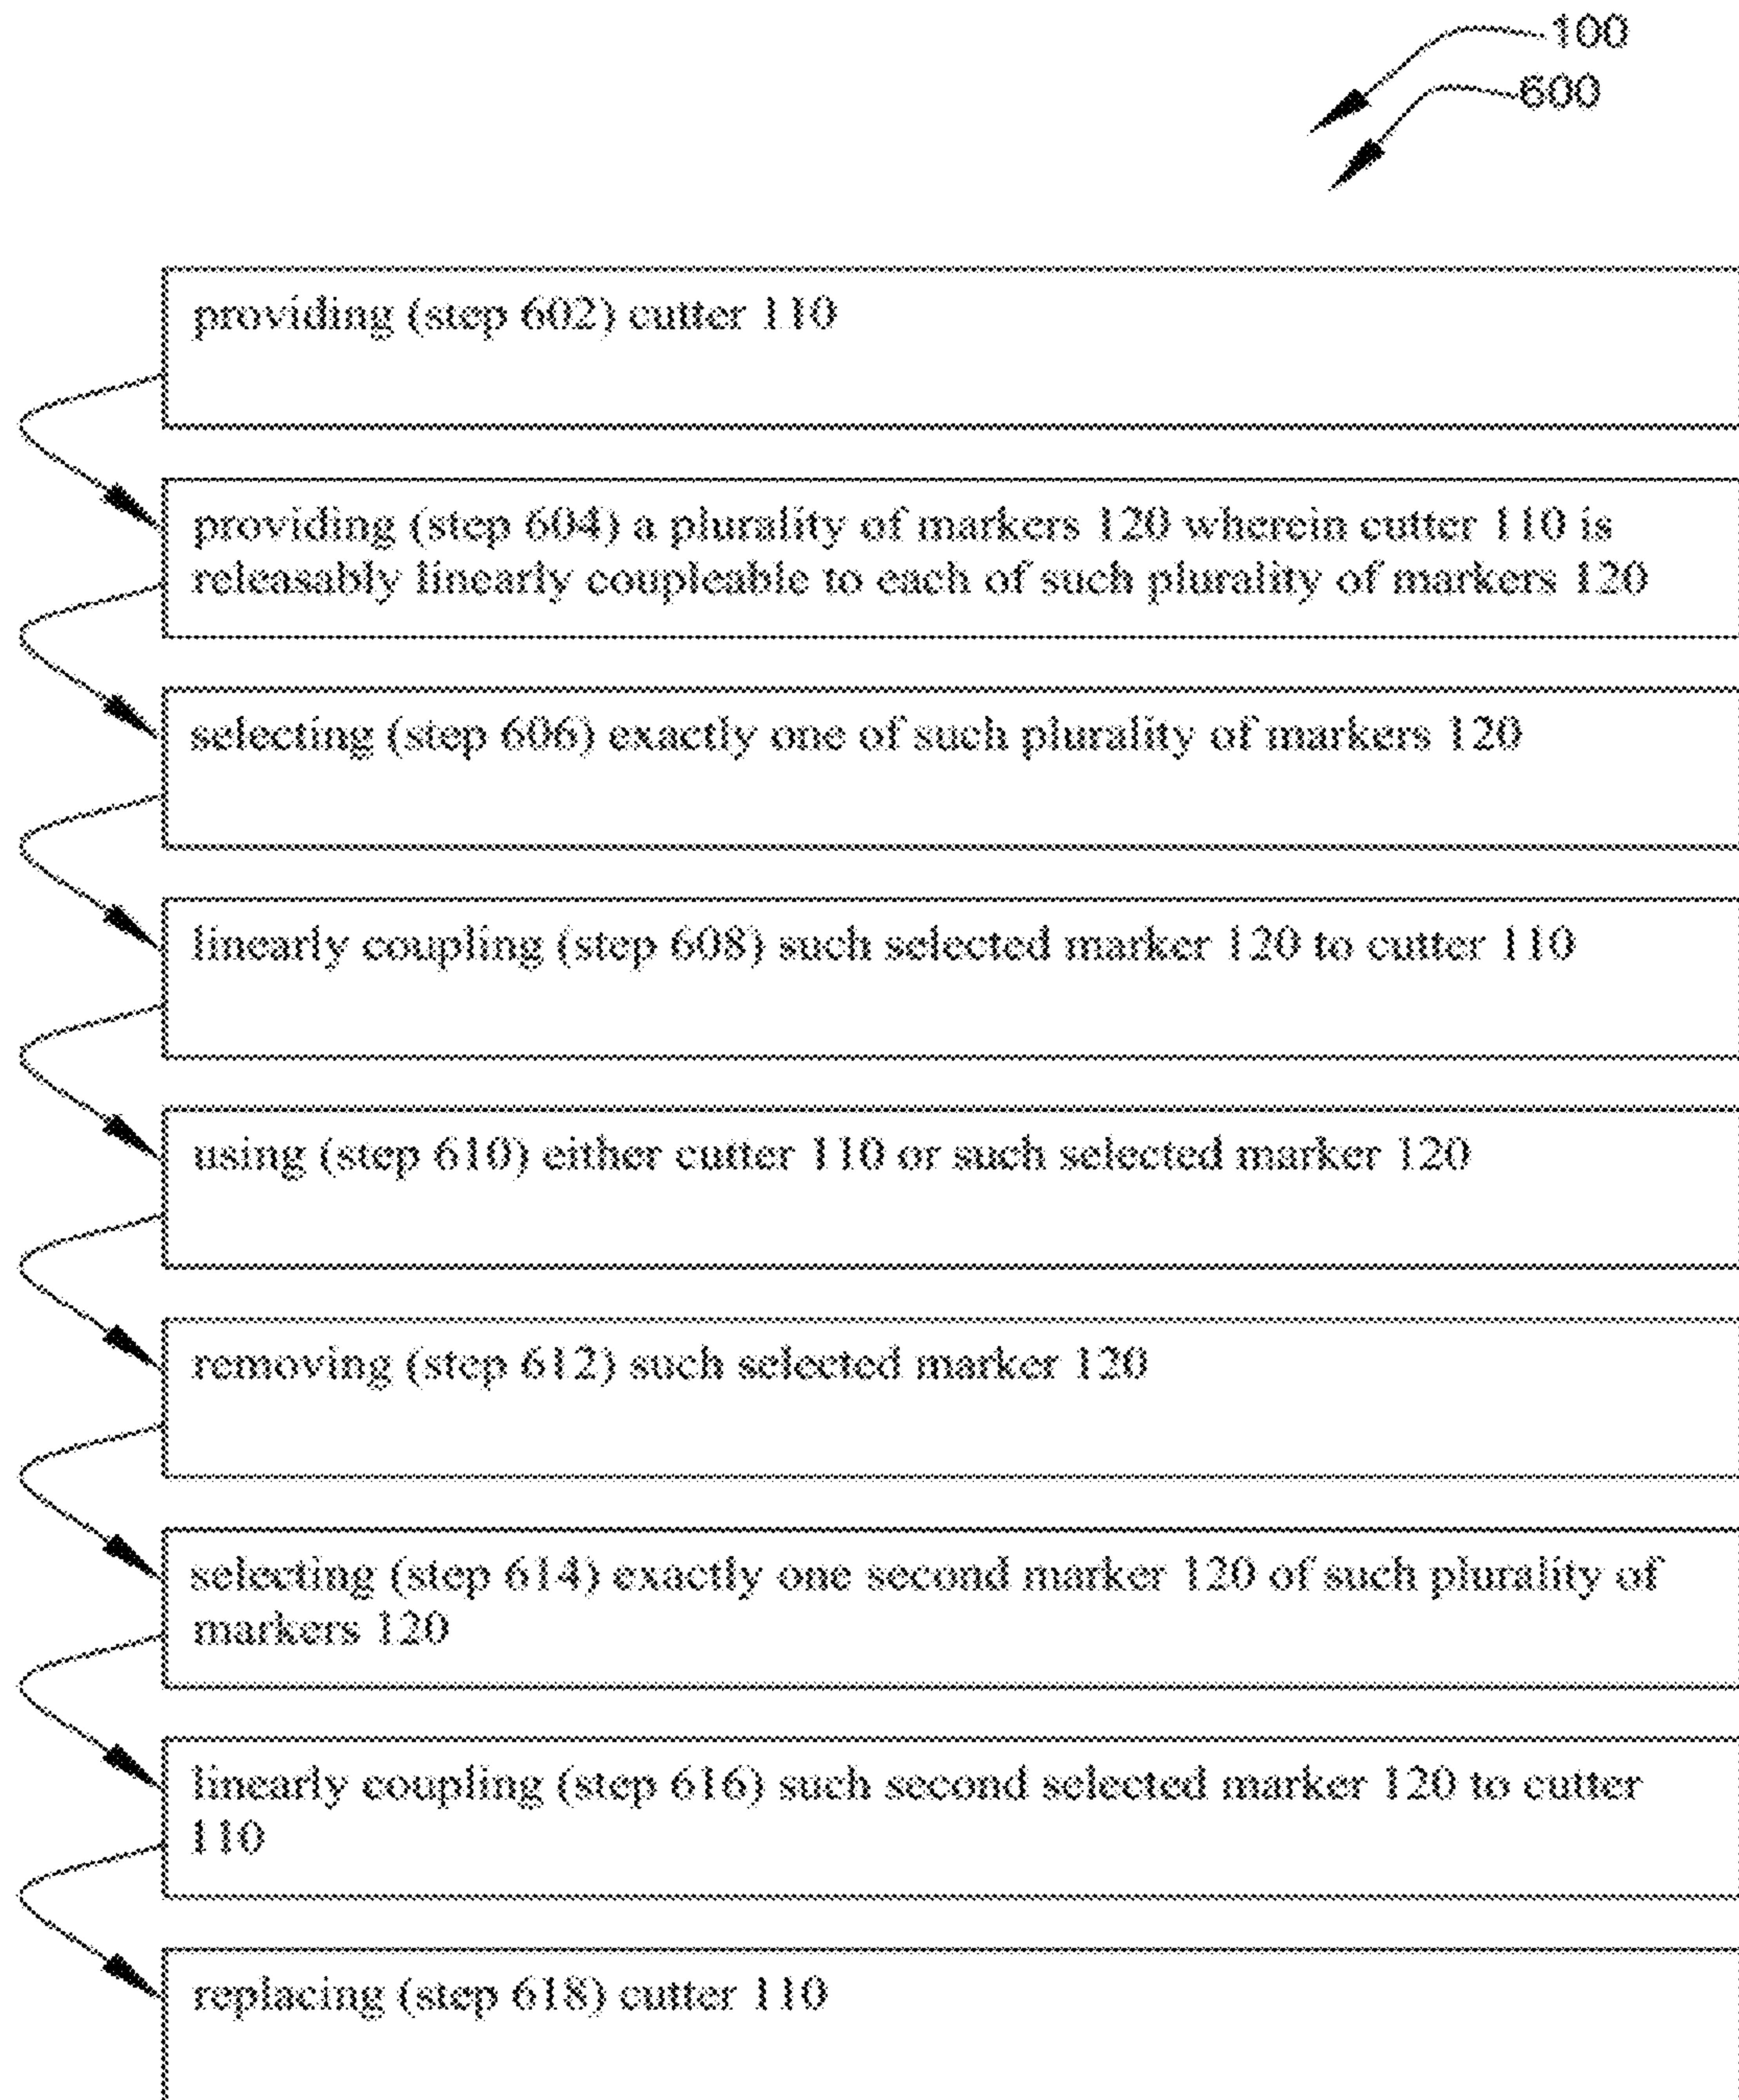 100
600
providing (step 602) cutter 110
providing (step 604) a plurality of markers 120 wherein cutter 110 is
releasably linearly coupleable to each of such plurality of markers 120
selecting (step 606) exactly one of such plurality of markers 120
linearly coupling (step 608) such selected marker 120 to cutter 110
using (step 610) either cutter 110 or such selected marker 120
removing (step 612) such selected marker 120
selecting (step 614) exactly one second marker 120 of such plurality of
markers 120
linearly coupling (step 616) such second selected marker 120 to cutter
110
replacing (step 618) cutter 110